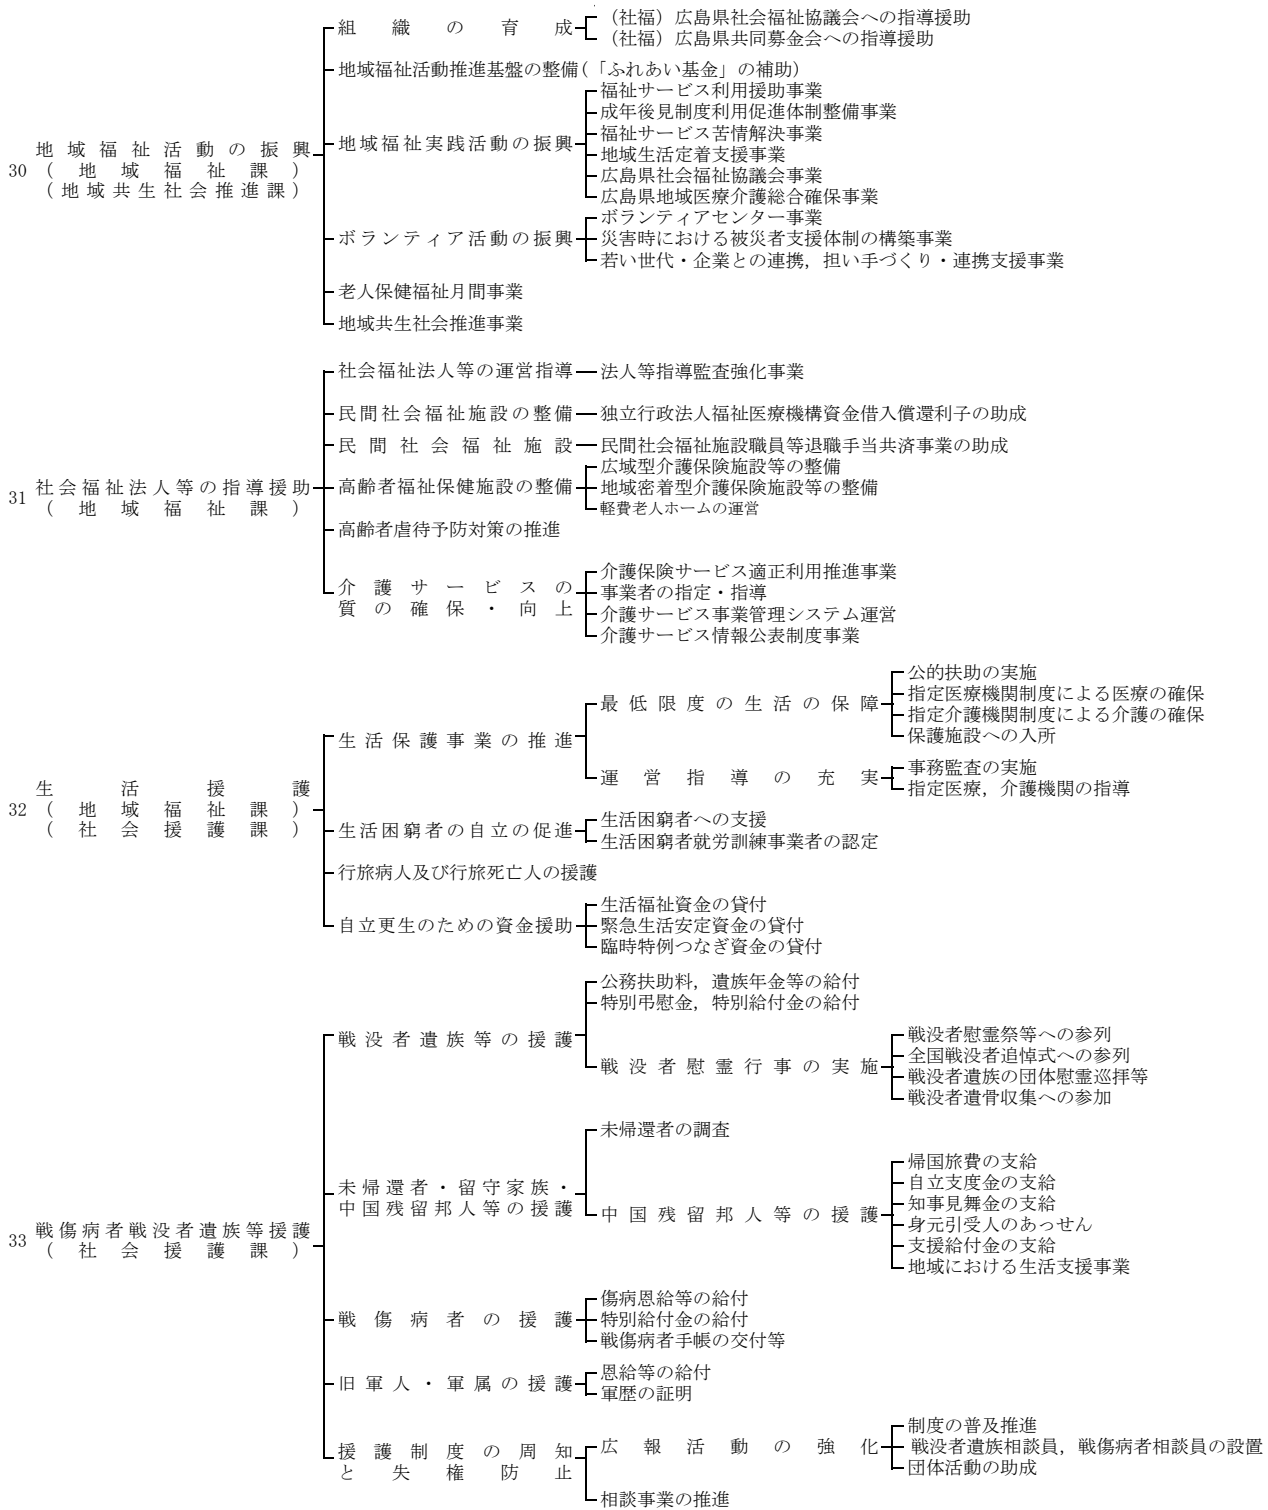 30 地域福祉活動の振興
（地域福祉課）
（地域共生社会推進課）
組織の育成
（社福）広島県社会福祉協議会への指導援助
（社福）広島県共同募金会への指導援助
地域福祉活動推進基盤の整備(「ふれあい基金」の補助)
地域福祉実践活動の振興
福祉サービス利用援助事業
成年後見制度利用促進体制整備事業
福祉サービス苦情解決事業
地域生活定着支援事業
広島県社会福祉協議会事業
広島県地域医療介護総合確保事業
ボランティア活動の振興
ボランティアセンター事業
災害時における被災者支援体制の構築事業
若い世代・企業との連携，担い手づくり・連携支援事業
老人保健福祉月間事業
地域共生社会推進事業
31 社会福祉法人等の指導援助
（地域福祉課）
社会福祉法人等の運営指導
法人等指導監査強化事業
民間社会福祉施設の整備
独立行政法人福祉医療機構資金借入償還利子の助成
民間社会福祉施設
民間社会福祉施設職員等退職手当共済事業の助成
高齢者福祉保健施設の整備
広域型介護保険施設等の整備
地域密着型介護保険施設等の整備
軽費老人ホームの運営
高齢者虐待予防対策の推進
介護サービスの
質の確保・向上
介護保険サービス適正利用推進事業
事業者の指定・指導
介護サービス事業管理システム運営
介護サービス情報公表制度事業
32 生活援護
（地域福祉課）
（社会援護課）
生活保護事業の推進
最低限度の生活の保障
公的扶助の実施
指定医療機関制度による医療の確保
指定介護機関制度による介護の確保
保護施設への入所
運営指導の充実
事務監査の実施
指定医療，介護機関の指導
生活困窮者の自立の促進
生活困窮者への支援
生活困窮者就労訓練事業者の認定
行旅病人及び行旅死亡人の援護
自立更生のための資金援助
生活福祉資金の貸付
緊急生活安定資金の貸付
臨時特例つなぎ資金の貸付
33 戦傷病者戦没者遺族等援護
（社会援護課）
戦没者遺族等の援護
公務扶助料，遺族年金等の給付
特別弔慰金，特別給付金の給付
戦没者慰霊行事の実施
戦没者慰霊祭等への参列
全国戦没者追悼式への参列
戦没者遺族の団体慰霊巡拝等
戦没者遺骨収集への参加
未帰還者・留守家族・
中国残留邦人等の援護
未帰還者の調査
中国残留邦人等の援護
帰国旅費の支給
自立支度金の支給
知事見舞金の支給
身元引受人のあっせん
支援給付金の支給
地域における生活支援事業
戦傷病者の援護
傷病恩給等の給付
特別給付金の給付
戦傷病者手帳の交付等
旧軍人・軍属の援護
恩給等の給付
軍歴の証明
援護制度の周知
と失権防止
広報活動の強化
制度の普及推進
戦没者遺族相談員，戦傷病者相談員の設置
団体活動の助成
相談事業の推進